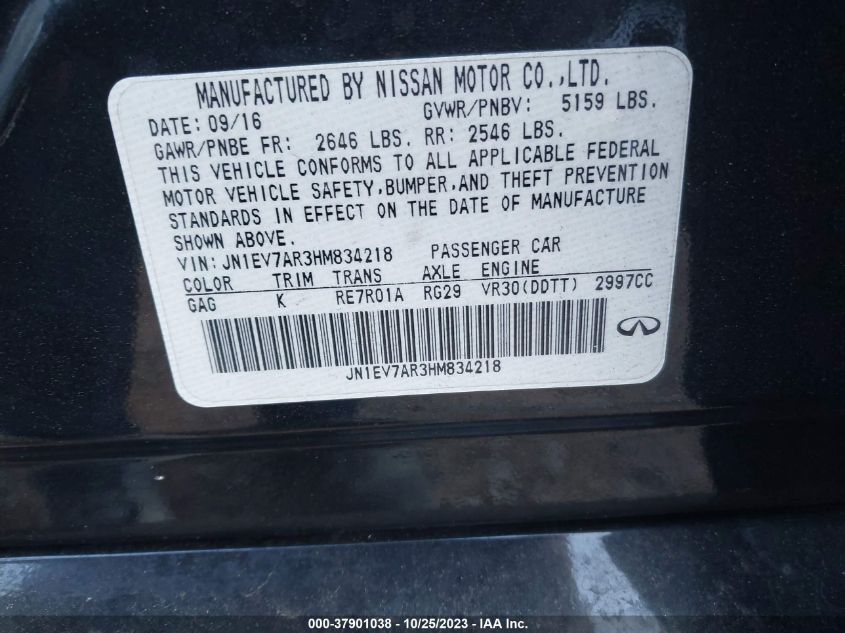 MANUFACTURED BY NISSAN MOTOR CO.,LTD.
DATE: 09/16 GVWR/PNBV: 5159 LBS.
GAWR/PNBE FR: 2646 LBS. RR: 2546 LBS.
THIS VEHICLE CONFORMS TO ALL APPLICABLE FEDERAL
MOTOR VEHICLE SAFETY,BUMPER,AND THEFT PREVENTION
STANDARDS IN EFFECT ON THE DATE OF MANUFACTURE
SHOWN ABOVE.
VIN: JN1EV7AR3HM834218 PASSENGER CAR
COLOR TRIM TRANS AXLE ENGINE
GAG K RE7R01A RG29 VR30(DDTT) 2997CC
JN1EV7AR3HM834218
000-37901038 - 10/25/2023 - IAA Inc.